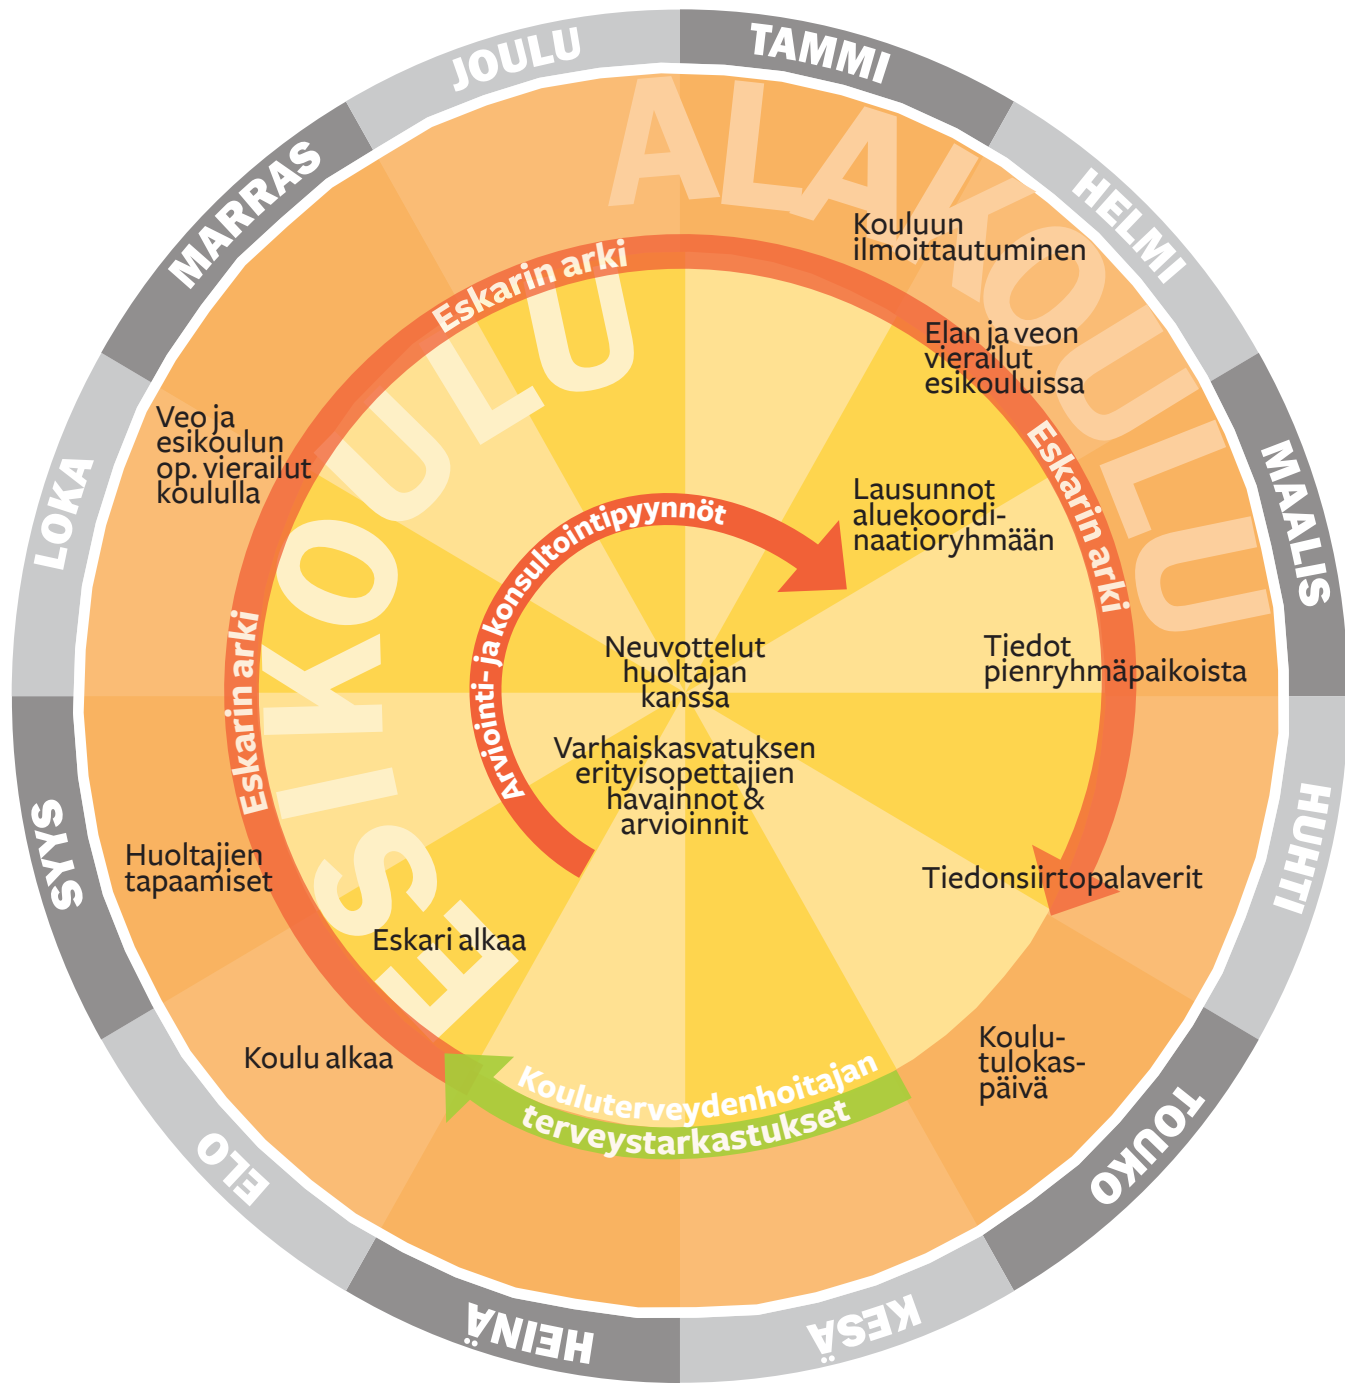 TAMMI
HELMI
MAALIS
HUHTI
TOUKO
KESÄ
HEINÄ
ELO
SYYS
LOKA
MARRAS
JOULU
ALAKOULU
ESIKOULU
Kouluun
ilmoittautuminen
Elan ja veon
vierailut
esikouluissa
Eskarin arki
Eskarin arki
Eskarin arki
Veo ja
esikoulun
op. vierailut
koululla
Lausunnot
aluekoordi-
naatioryhmään
Arviointi- ja konsultointipyynnöt
Neuvottelut
huoltajan
kanssa
Tiedot
pienryhmäpaikoista
Varhaiskasvatuksen
erityisopettajien
havainnot &
arvioinnit
Huoltajien
tapaamiset
Tiedonsiirtopalaverit
Eskari alkaa
Koulu alkaa
Koulu-
tulokas-
päivä
Kouluterveydenhoitajan
terveystarkastukset